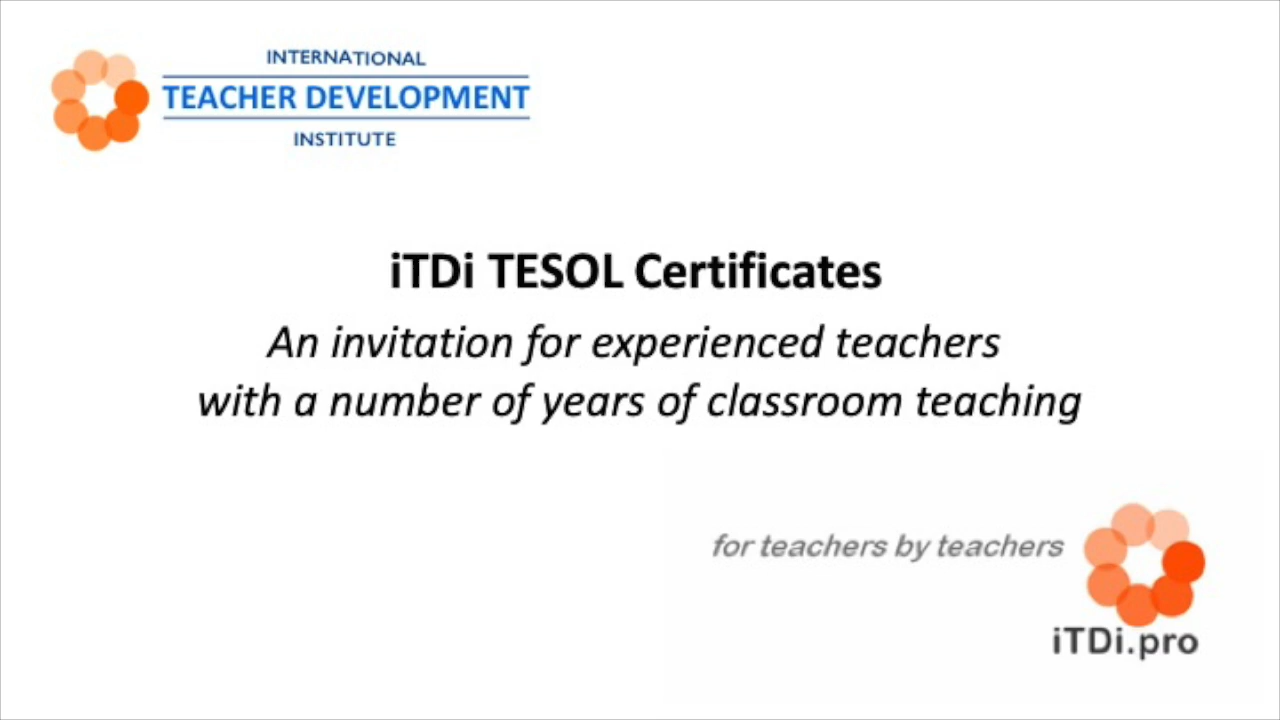 INTERNATIONAL
TEACHER DEVELOPMENT
INSTITUTE
iTDi TESOL Certificates
An invitation for experienced teachers
with a number of years of classroom teaching
for teachers by teachers
iTDi.pro